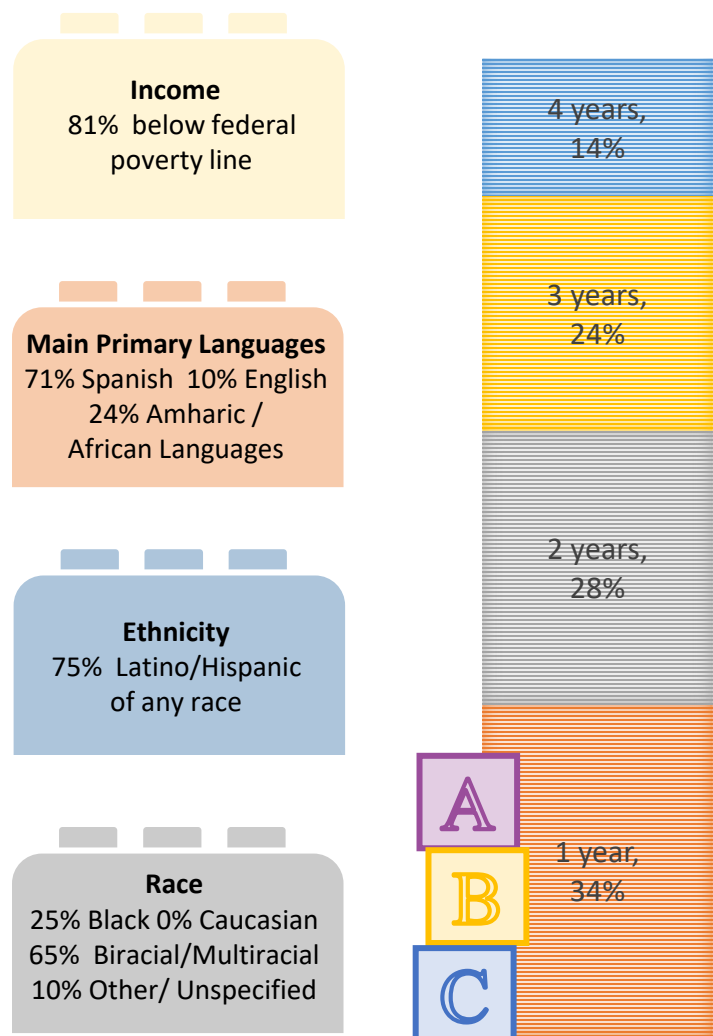 Income
81% below federal
poverty line
Main Primary Languages
71% Spanish 10% English
24% Amharic /
African Languages
Ethnicity
75% Latino/Hispanic
of any race
Race
25% Black 0% Caucasian
65% Biracial/Multiracial
10% Other/ Unspecified
4 years,
14%
3 years,
24%
2 years,
28%
1 year,
34%
A
B
C